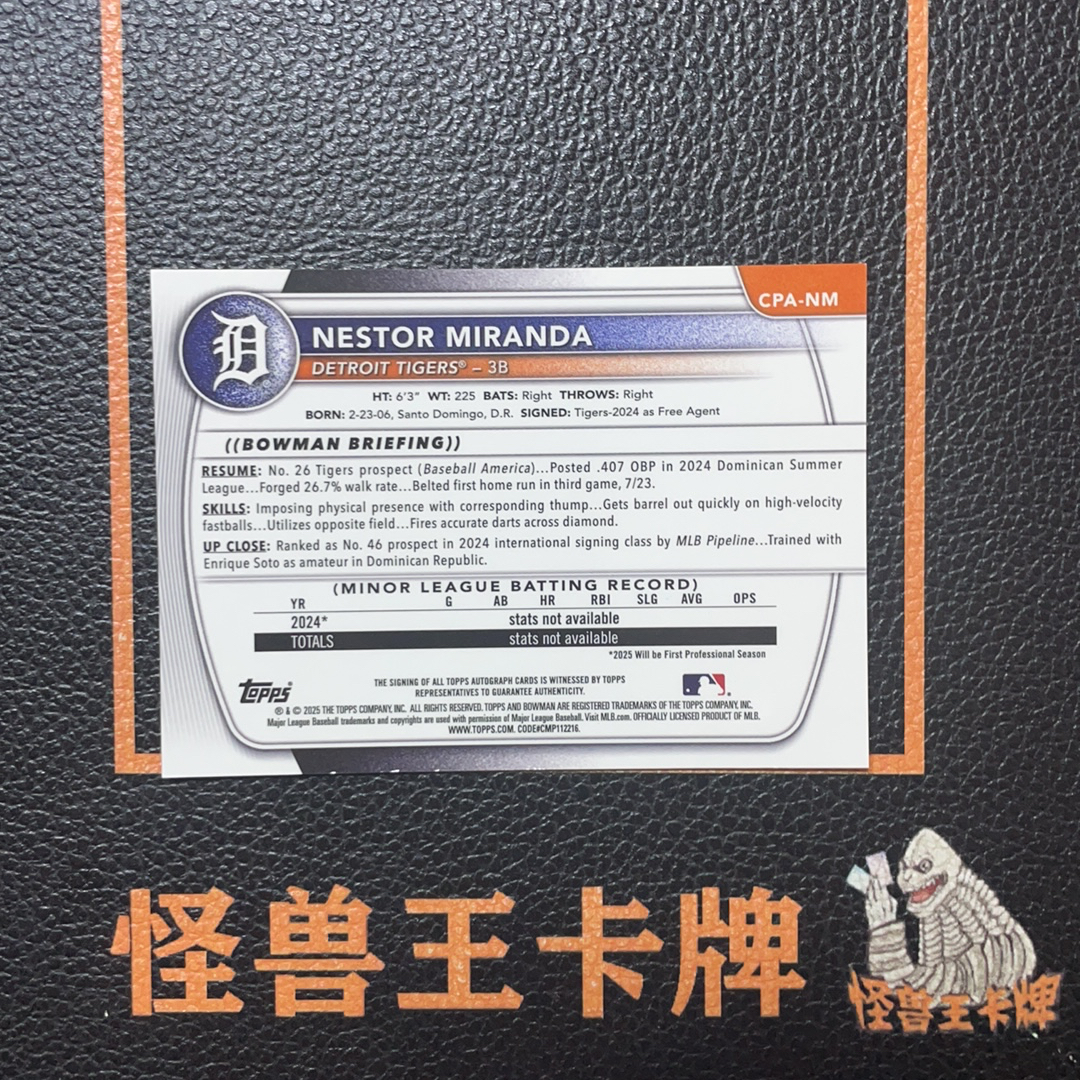 CPA-NM
D
NESTOR MIRANDA
DETROIT TIGERS® – 3B
HT: 6'3" WT: 225 BATS: Right THROWS: Right
BORN: 2-23-06, Santo Domingo, D.R. SIGNED: Tigers-2024 as Free Agent
((BOWMAN BRIEFING))
RESUME: No. 26 Tigers prospect (Baseball America)...Posted .407 OBP in 2024 Dominican Summer
League...Forged 26.7% walk rate...Belted first home run in third game, 7/23.
SKILLS: Imposing physical presence with corresponding thump...Gets barrel out quickly on high-velocity
fastballs...Utilizes opposite field...Fires accurate darts across diamond.
UP CLOSE: Ranked as No. 46 prospect in 2024 international signing class by MLB Pipeline...Trained with
Enrique Soto as amateur in Dominican Republic.
(MINOR LEAGUE BATTING RECORD)
YR G AB HR RBI SLG AVG OPS
2024* stats not available
TOTALS stats not available
*2025 Will be First Professional Season
Topps®
THE SIGNING OF ALL TOPPS AUTOGRAPH CARDS IS WITNESSED BY TOPPS
REPRESENTATIVES TO GUARANTEE AUTHENTICITY.
® & © 2025 THE TOPPS COMPANY, INC. ALL RIGHTS RESERVED. TOPPS AND BOWMAN ARE REGISTERED TRADEMARKS OF THE TOPPS COMPANY, INC.
Major League Baseball trademarks and copyrights are used with permission of Major League Baseball. Visit MLB.com. OFFICIALLY LICENSED PRODUCT OF MLB.
WWW.TOPPS.COM. CODE#CMP112216.
怪兽王卡牌
怪兽王卡牌